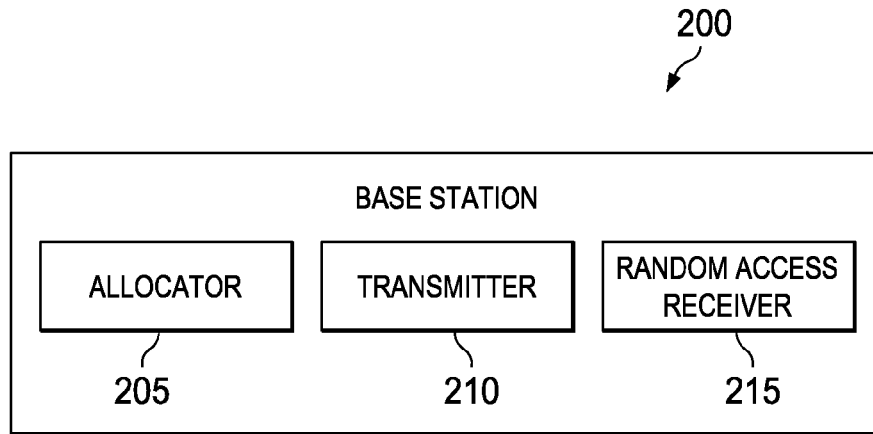 200
BASE STATION
ALLOCATOR
TRANSMITTER
RANDOM ACCESS
RECEIVER
205
210
215